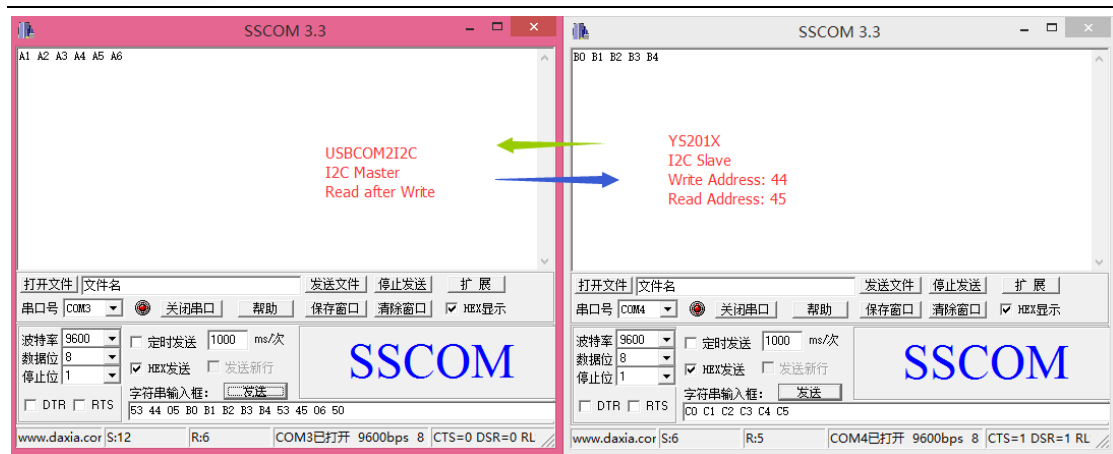 SSCOM 3.3
A1 A2 A3 A4 A5 A6
USBCOM2I2C
I2C Master
Read after Write
打开文件 文件名 发送文件 停止发送 扩 展
串口号 COM3 关闭串口 帮助 保存窗口 清除窗口 HEX显示
波特率 9600 定时发送 1000 ms/次
数据位 8 HEX发送 发送新行
停止位 1 字符串输入框: 发送
SSCOM
DTR RTS 53 44 05 B0 B1 B2 B3 B4 53 45 06 50
www.daxia.cor S:12 R:6 COM3已打开 9600bps 8 CTS=0 DSR=0 RL
SSCOM 3.3
B0 B1 B2 B3 B4
YS201X
I2C Slave
Write Address: 44
Read Address: 45
打开文件 文件名 发送文件 停止发送 扩 展
串口号 COM4 关闭串口 帮助 保存窗口 清除窗口 HEX显示
波特率 9600 定时发送 1000 ms/次
数据位 8 HEX发送 发送新行
停止位 1 字符串输入框: 发送
SSCOM
DTR RTS C0 C1 C2 C3 C4 C5
www.daxia.cor S:6 R:5 COM4已打开 9600bps 8 CTS=1 DSR=1 RL